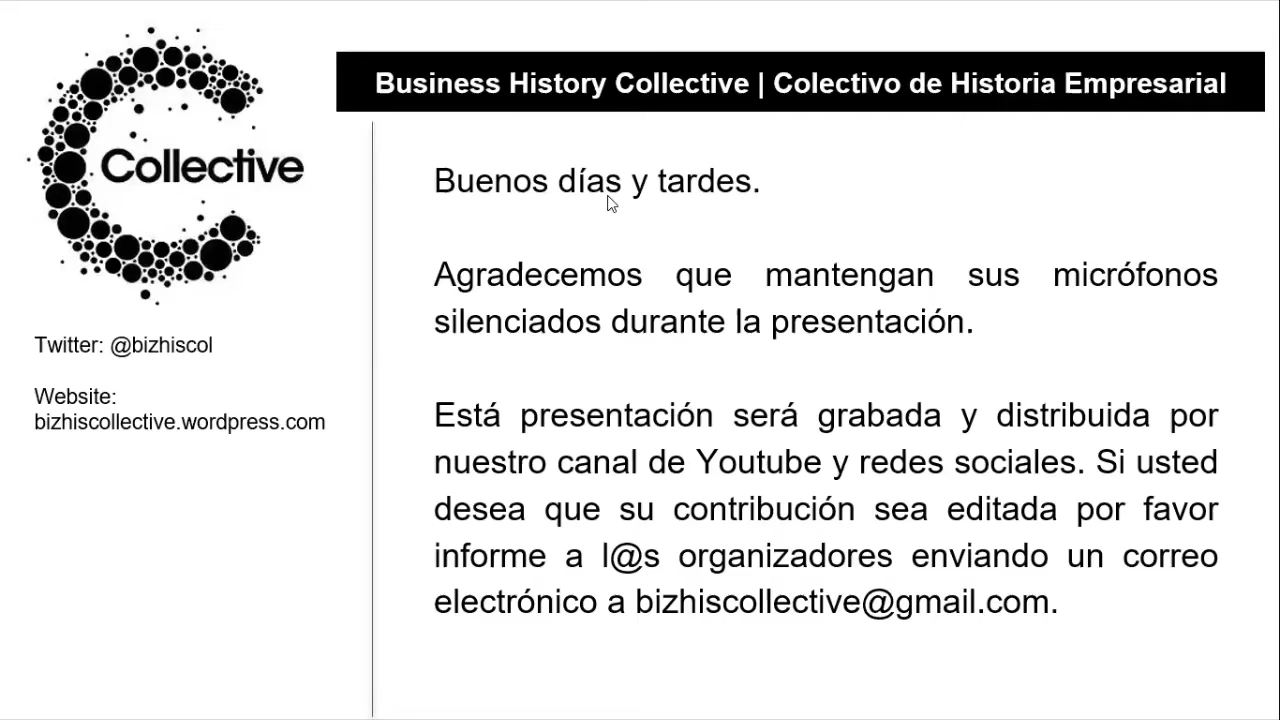 Business History Collective | Colectivo de Historia Empresarial
Collective
Twitter: @bizhiscol
Website:
bizhiscollective.wordpress.com
Buenos días y tardes.
Agradecemos que mantengan sus micrófonos
silenciados durante la presentación.
Está presentación será grabada y distribuida por
nuestro canal de Youtube y redes sociales. Si usted
desea que su contribución sea editada por favor
informe a l@s organizadores enviando un correo
electrónico a bizhiscollective@gmail.com.